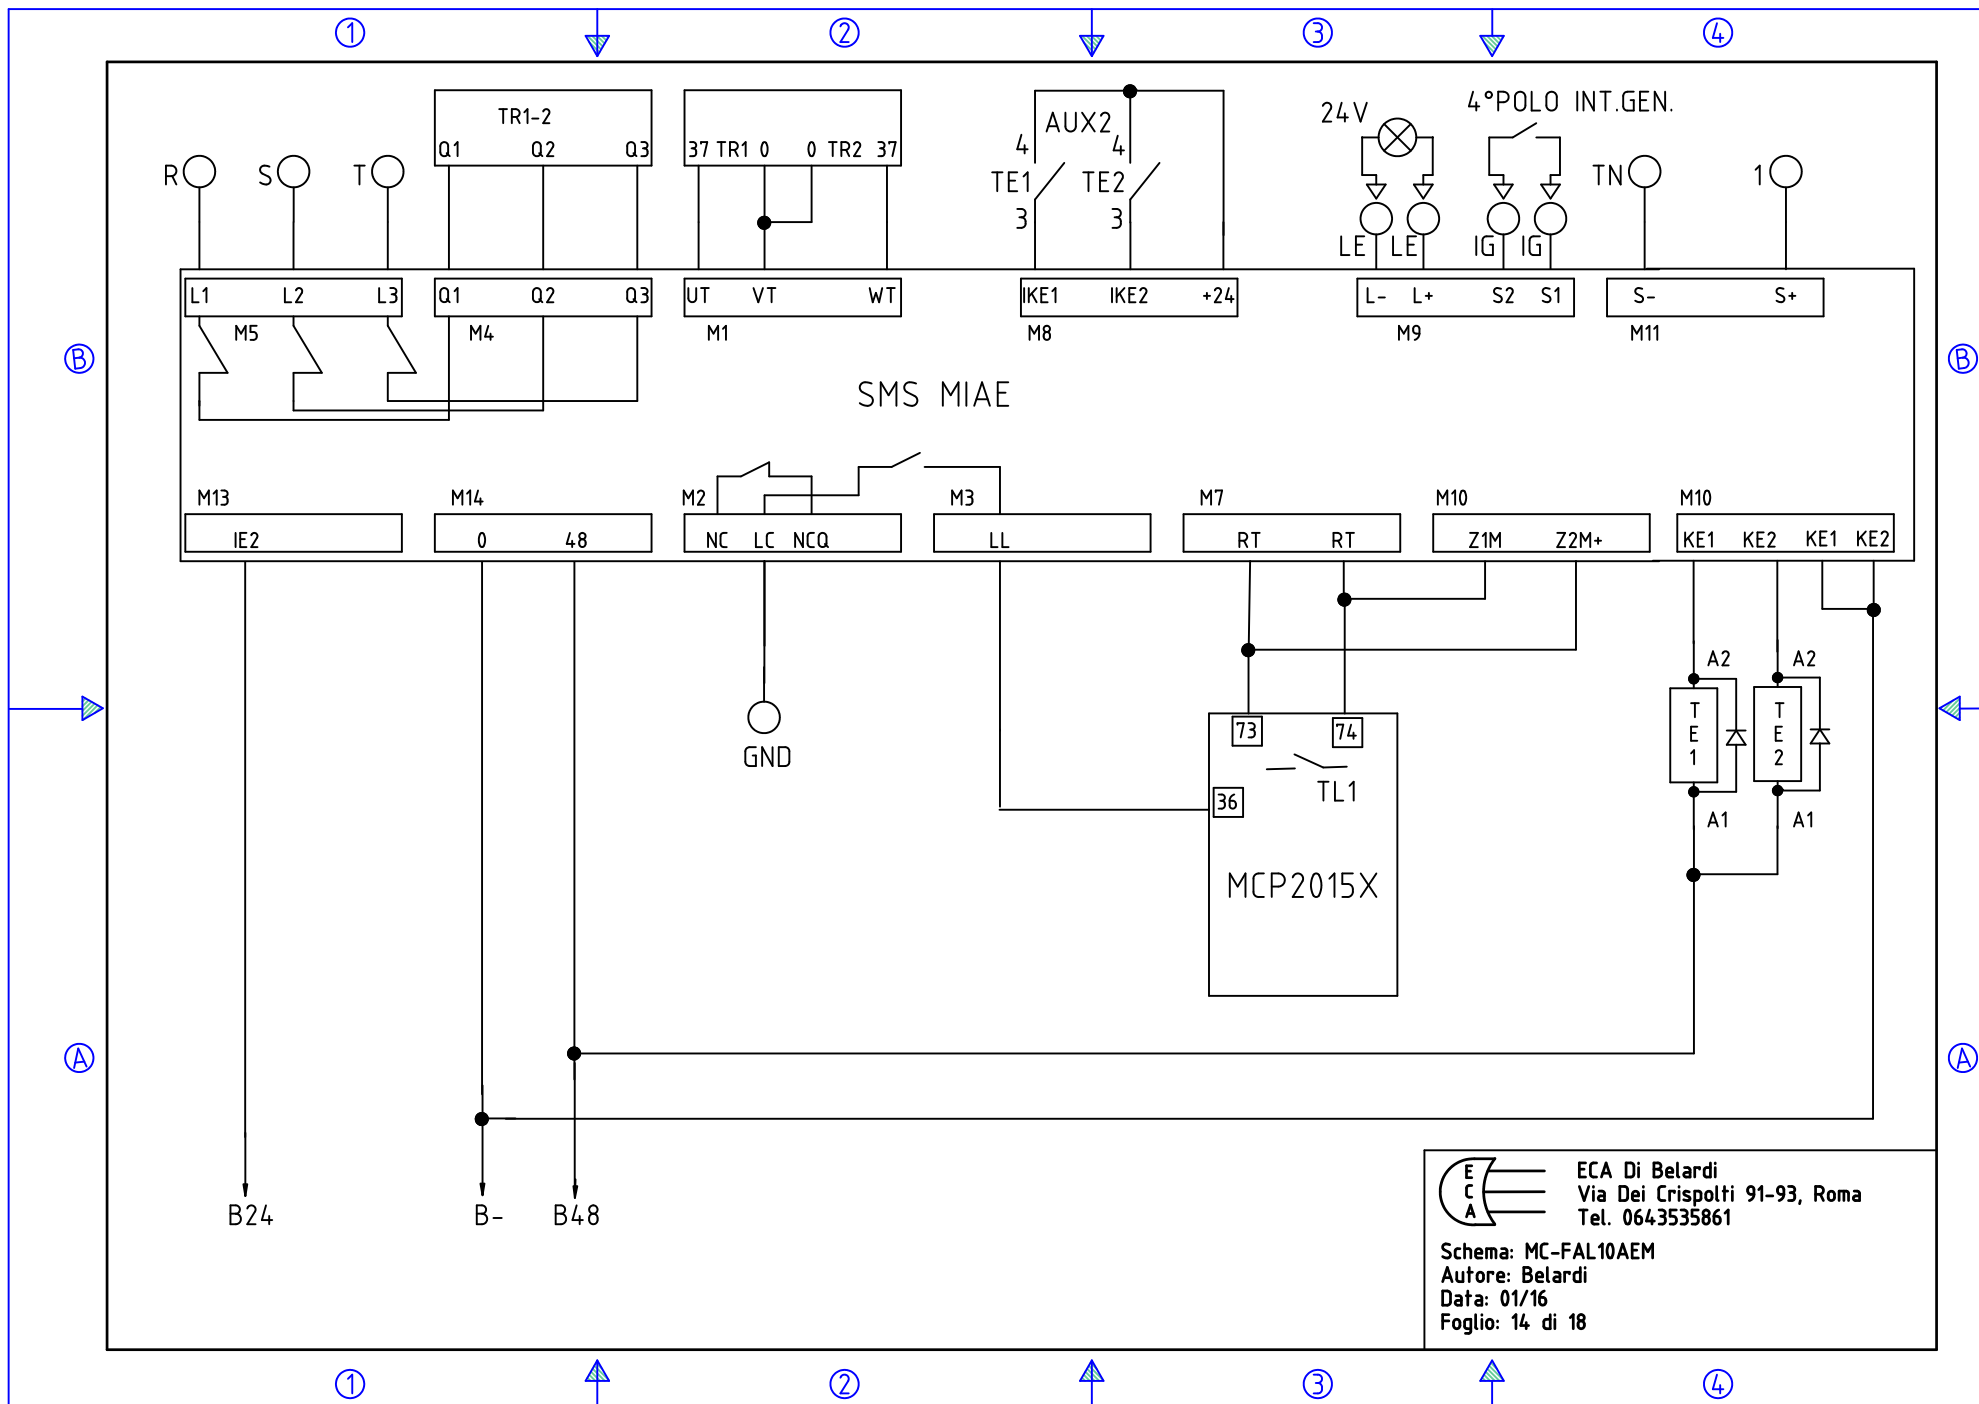 1 2 3 4
TR1-2
Q1 Q2 Q3
37 TR1 0 0 TR2 37
AUX2
4 4
TE1 TE2
3 3
24V
4°POLO INT.GEN.
R S T
TN 1
LE LE IG IG
L1 L2 L3
Q1 Q2 Q3
UT VT WT
IKE1 IKE2 +24
L- L+ S2 S1
S- S+
M5 M4 M1 M8 M9 M11
B B
SMS MIAE
M13 M14 M2 M3 M7 M10 M10
IE2
0 48
NC LC NCQ
LL
RT RT
Z1M Z2M+
KE1 KE2 KE1 KE2
A2 A2
TE1 TE2
A1 A1
GND
73 74
TL1
36
MCP2015X
A A
B24 B- B48
E
C
A
ECA Di Belardi
Via Dei Crispolti 91-93, Roma
Tel. 0643535861
Schema: MC-FAL10AEM
Autore: Belardi
Data: 01/16
Foglio: 14 di 18
1 2 3 4